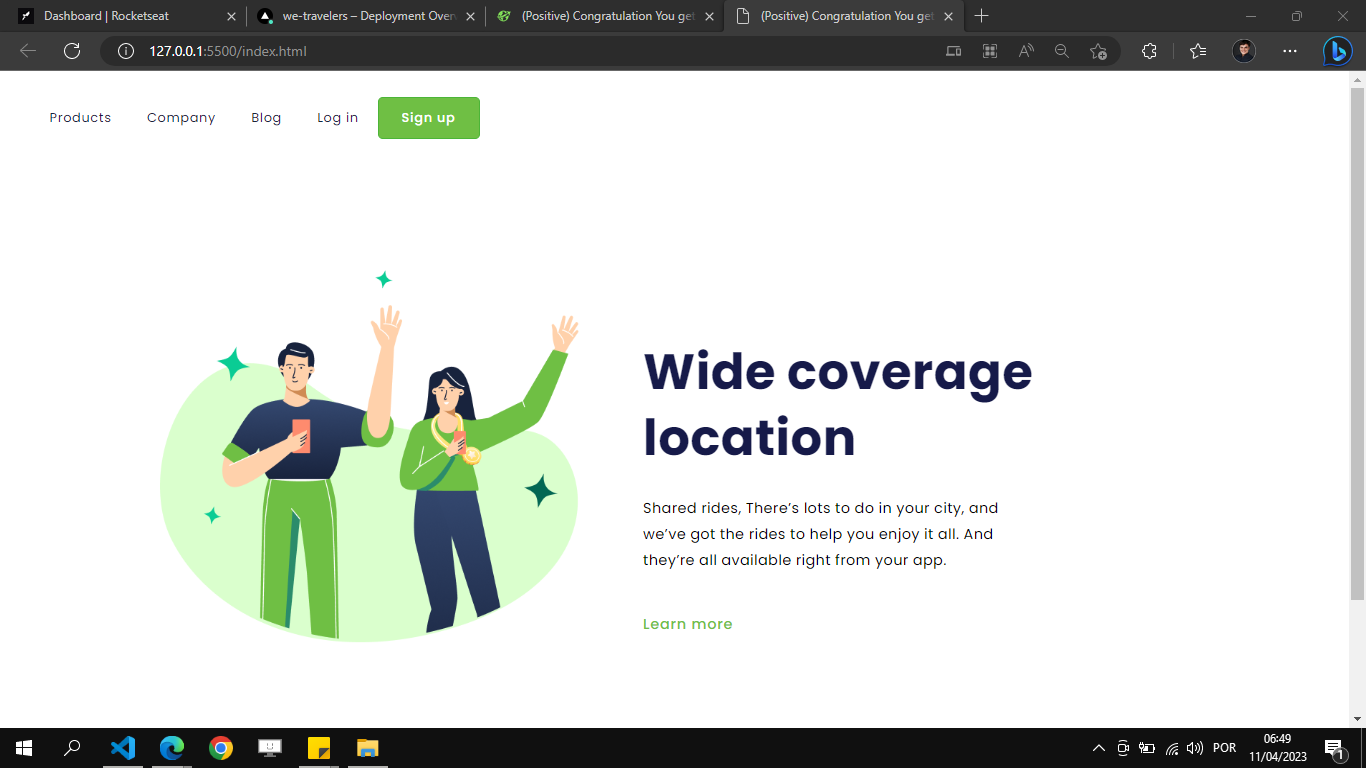 Dashboard | Rocketseat
we-travelers – Deployment Over
(Positive) Congratulation You get
(Positive) Congratulation You get
127.0.0.1:5500/index.html
Products Company Blog Log in Sign up
Wide coverage
location
Shared rides, There’s lots to do in your city, and
we’ve got the rides to help you enjoy it all. And
they’re all available right from your app.
Learn more
POR
06:49
11/04/2023
1